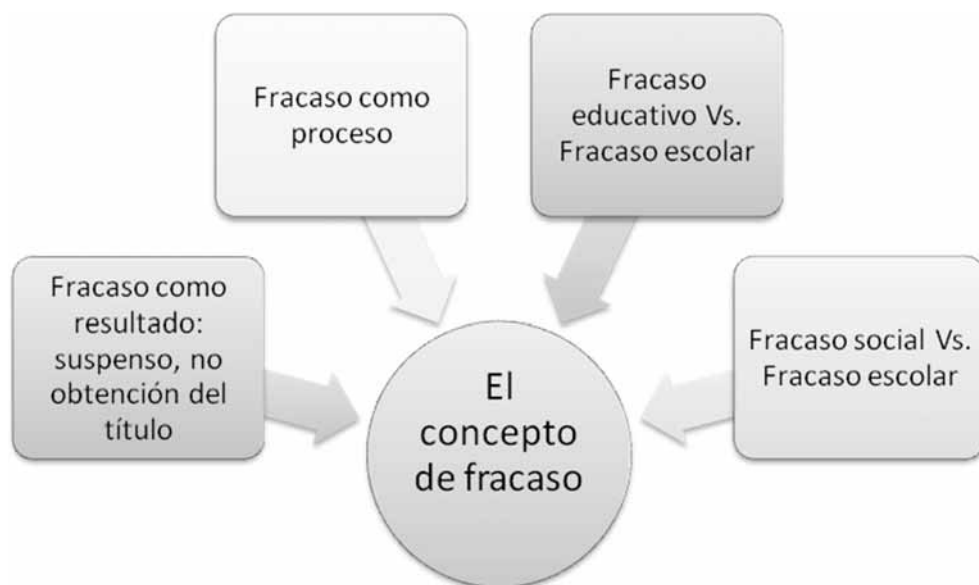 Fracaso como
proceso
Fracaso
educativo Vs.
Fracaso escolar
Fracaso como
resultado:
suspenso, no
obtención del
título
Fracaso social Vs.
Fracaso escolar
El
concepto
de fracaso